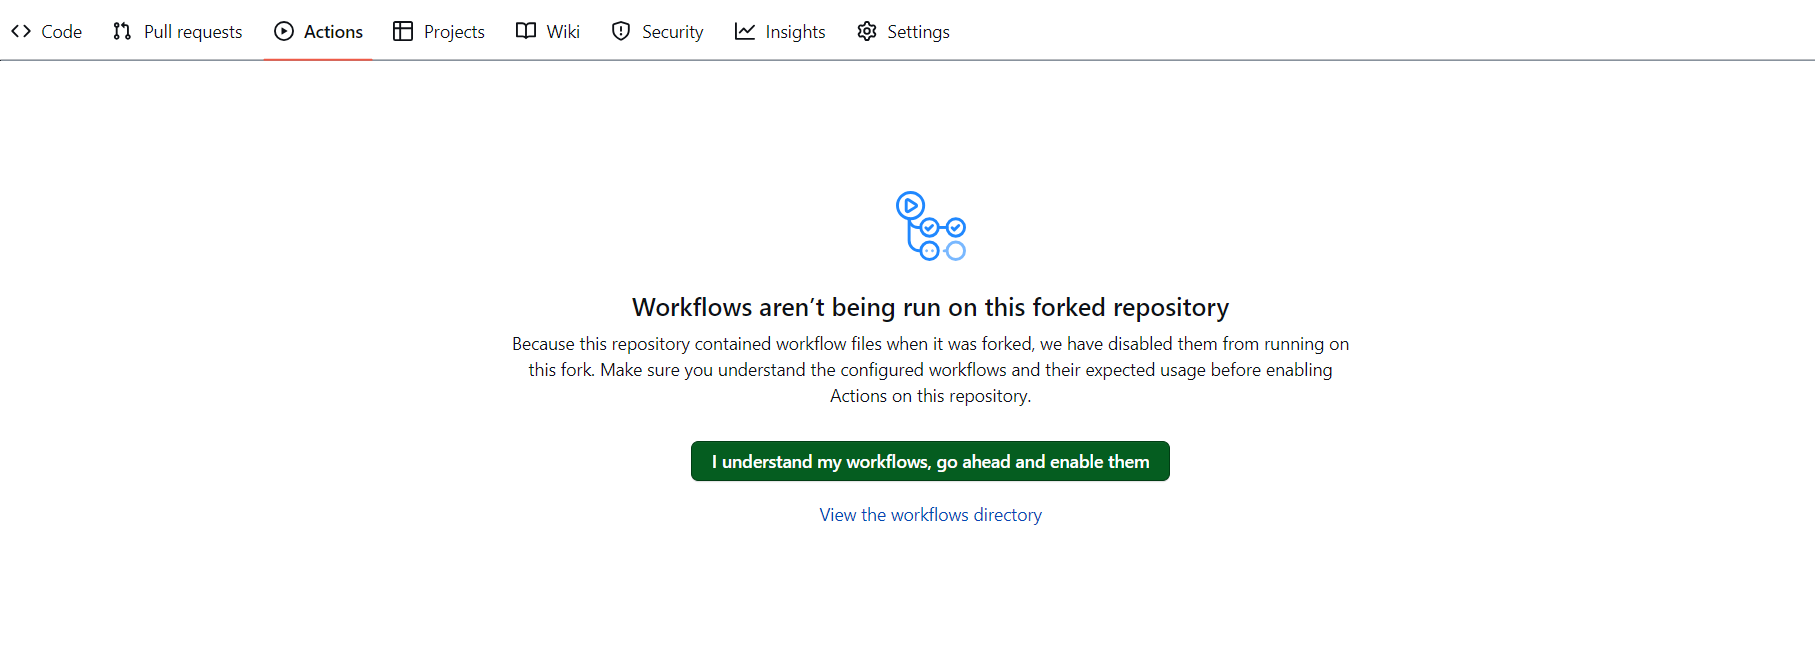 Code Pull requests Actions Projects Wiki Security Insights Settings
Workflows aren’t being run on this forked repository
Because this repository contained workflow files when it was forked, we have disabled them from running on
this fork. Make sure you understand the configured workflows and their expected usage before enabling
Actions on this repository.
I understand my workflows, go ahead and enable them
View the workflows directory